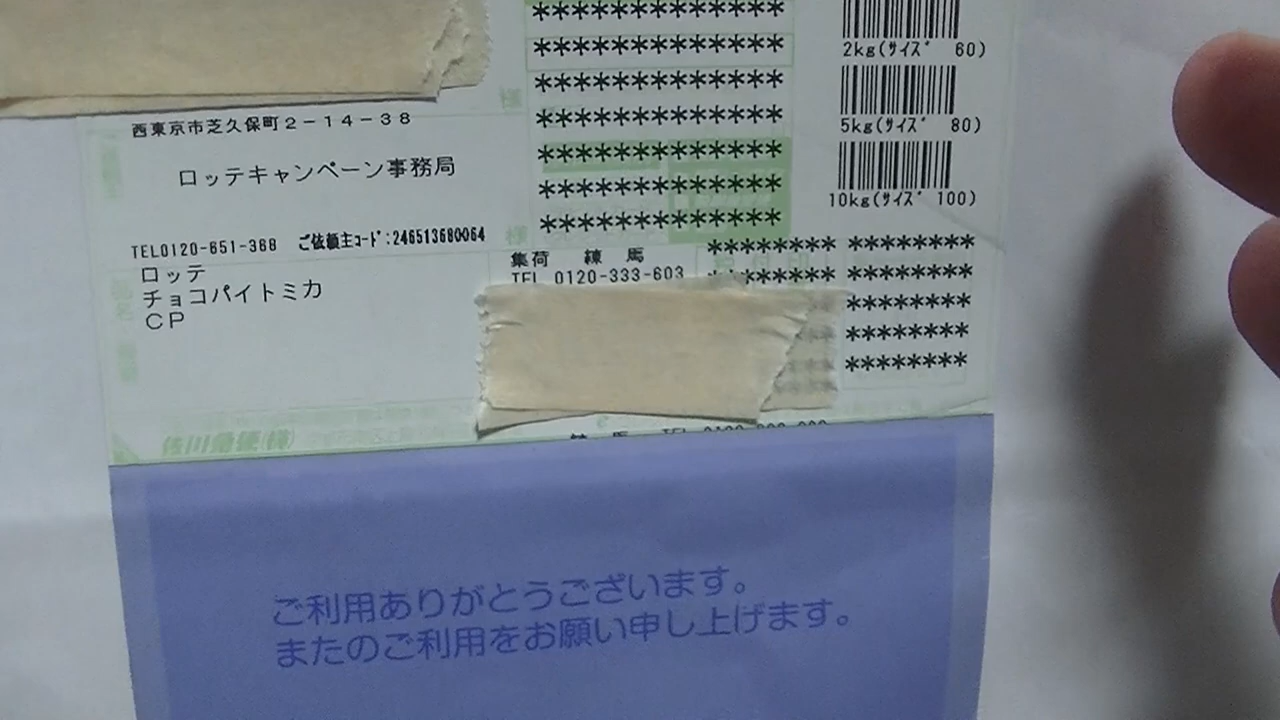 *************
*************
2kg(サイズ 60)
様
*************
*************
西東京市芝久保町2-14-38
5kg(サイズ 80)
*************
ロッテキャンペーン事務局
*************
10kg(サイズ 100)
*************
様
TEL0120-651-368 ご依頼主コード:246513680064
集荷 練馬
******** *********
ロッテ
TEL 0120-333-603
******** *********
チョコパイトミカ
*********
CP
*********
*********
佐川急便(株)
ご利用ありがとうございます。
またのご利用をお願い申し上げます。